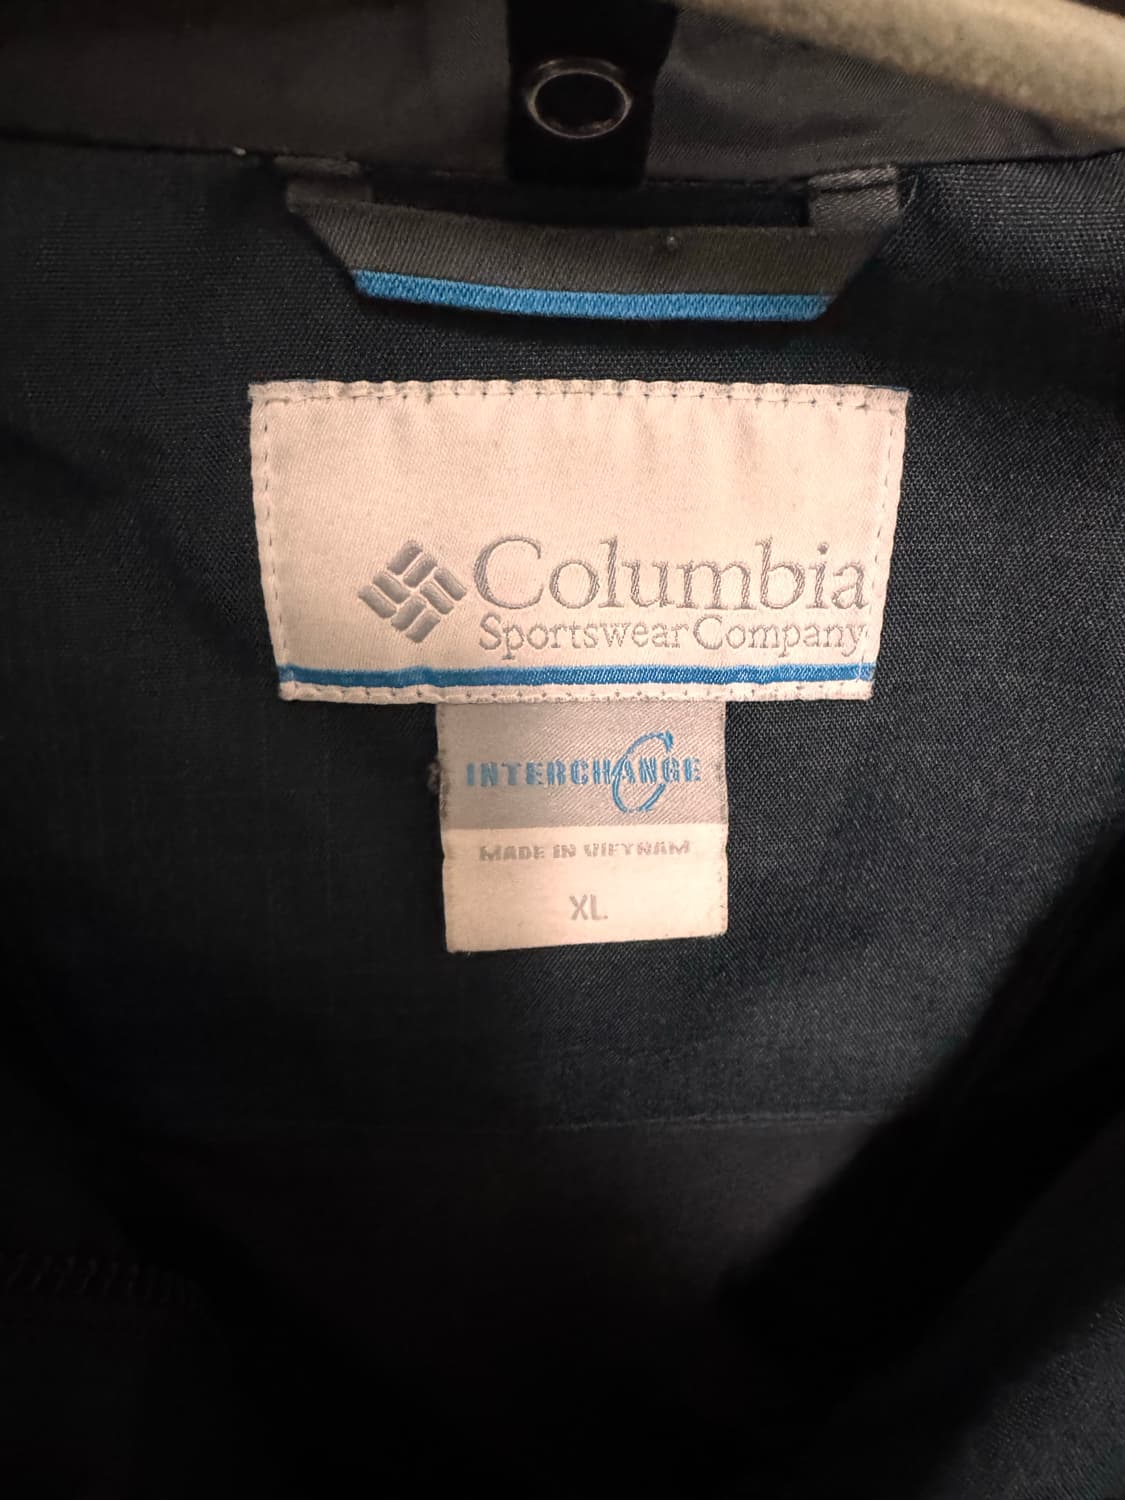 Columbia
Sportswear Company
INTERCHANGE
MADE IN VIETNAM
XL